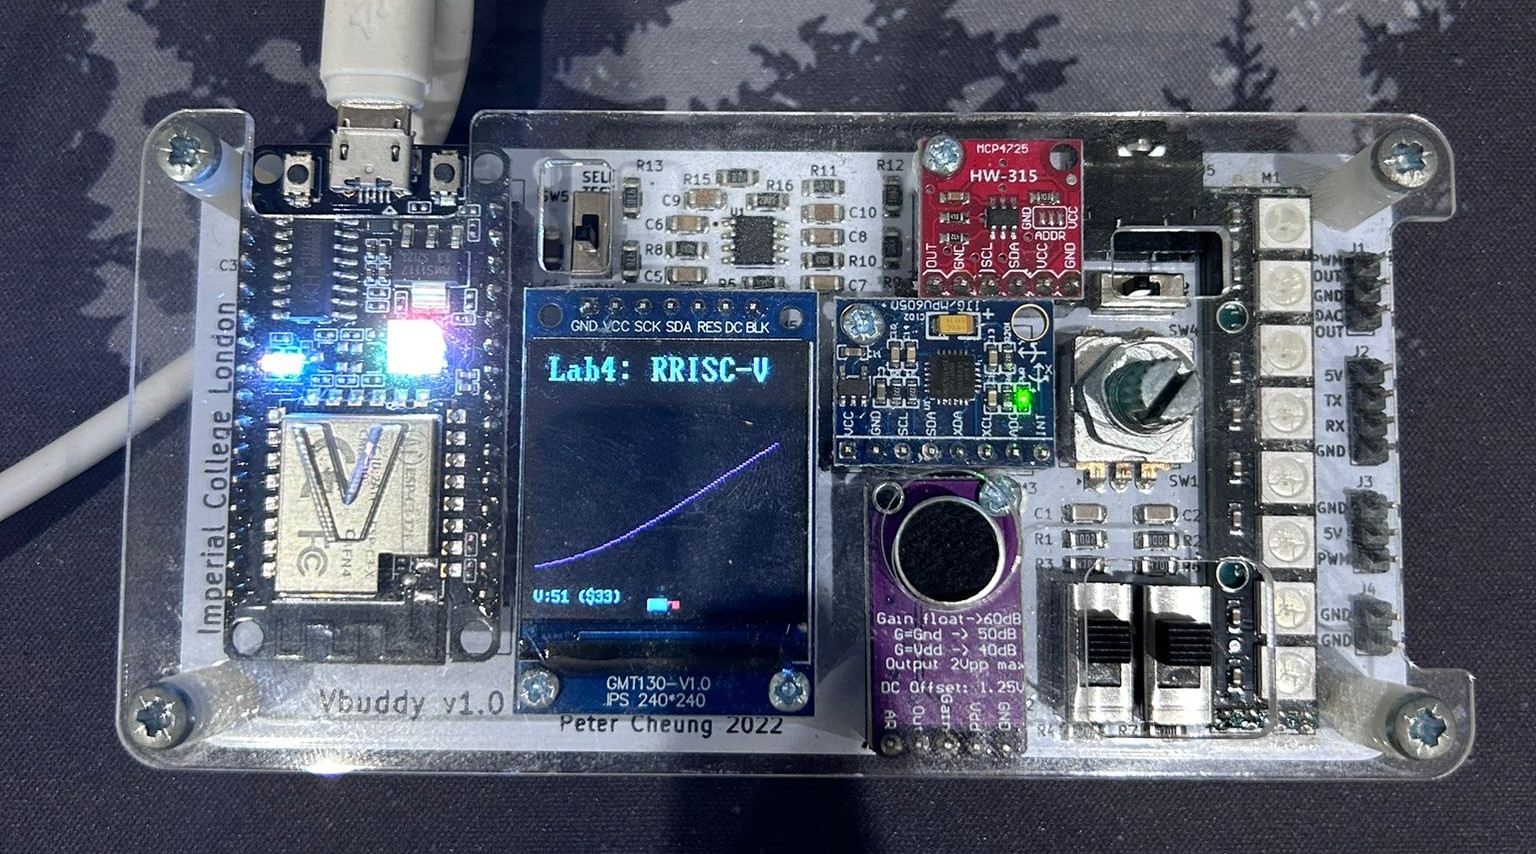 MCP4725
HW-315
OUT GND SCL SDA VCC GND
GND VCC
ADDR
R13
R15
R16
R11
R12
C9
C6
U1
C10
R8
C8
C5
R10
C7
SW5
M1
J1
PWM
OUT
GND
DAC
OUT
J2
5V
TX
RX
GND
J3
GND
5V
PWM
J4
GND
GND
SW4
SW1
C3
Imperial College London
GND VCC SCK SDA RES DC BLK
Lab4: RRISC-V
V:51 ($33)
GMT130-V1.0
IPS 240*240
VCC GND SCL SDA XDA XCL ADC INT
C1
C2
R1
R2
R3
Gain float->60dB
G=Gnd -> 50dB
G=Vdd -> 40dB
Output 2Vpp max
DC Offset: 1.25V
AR Out Gain Vdd GND
R4
R7
Vbuddy v1.0
Peter Cheung 2022